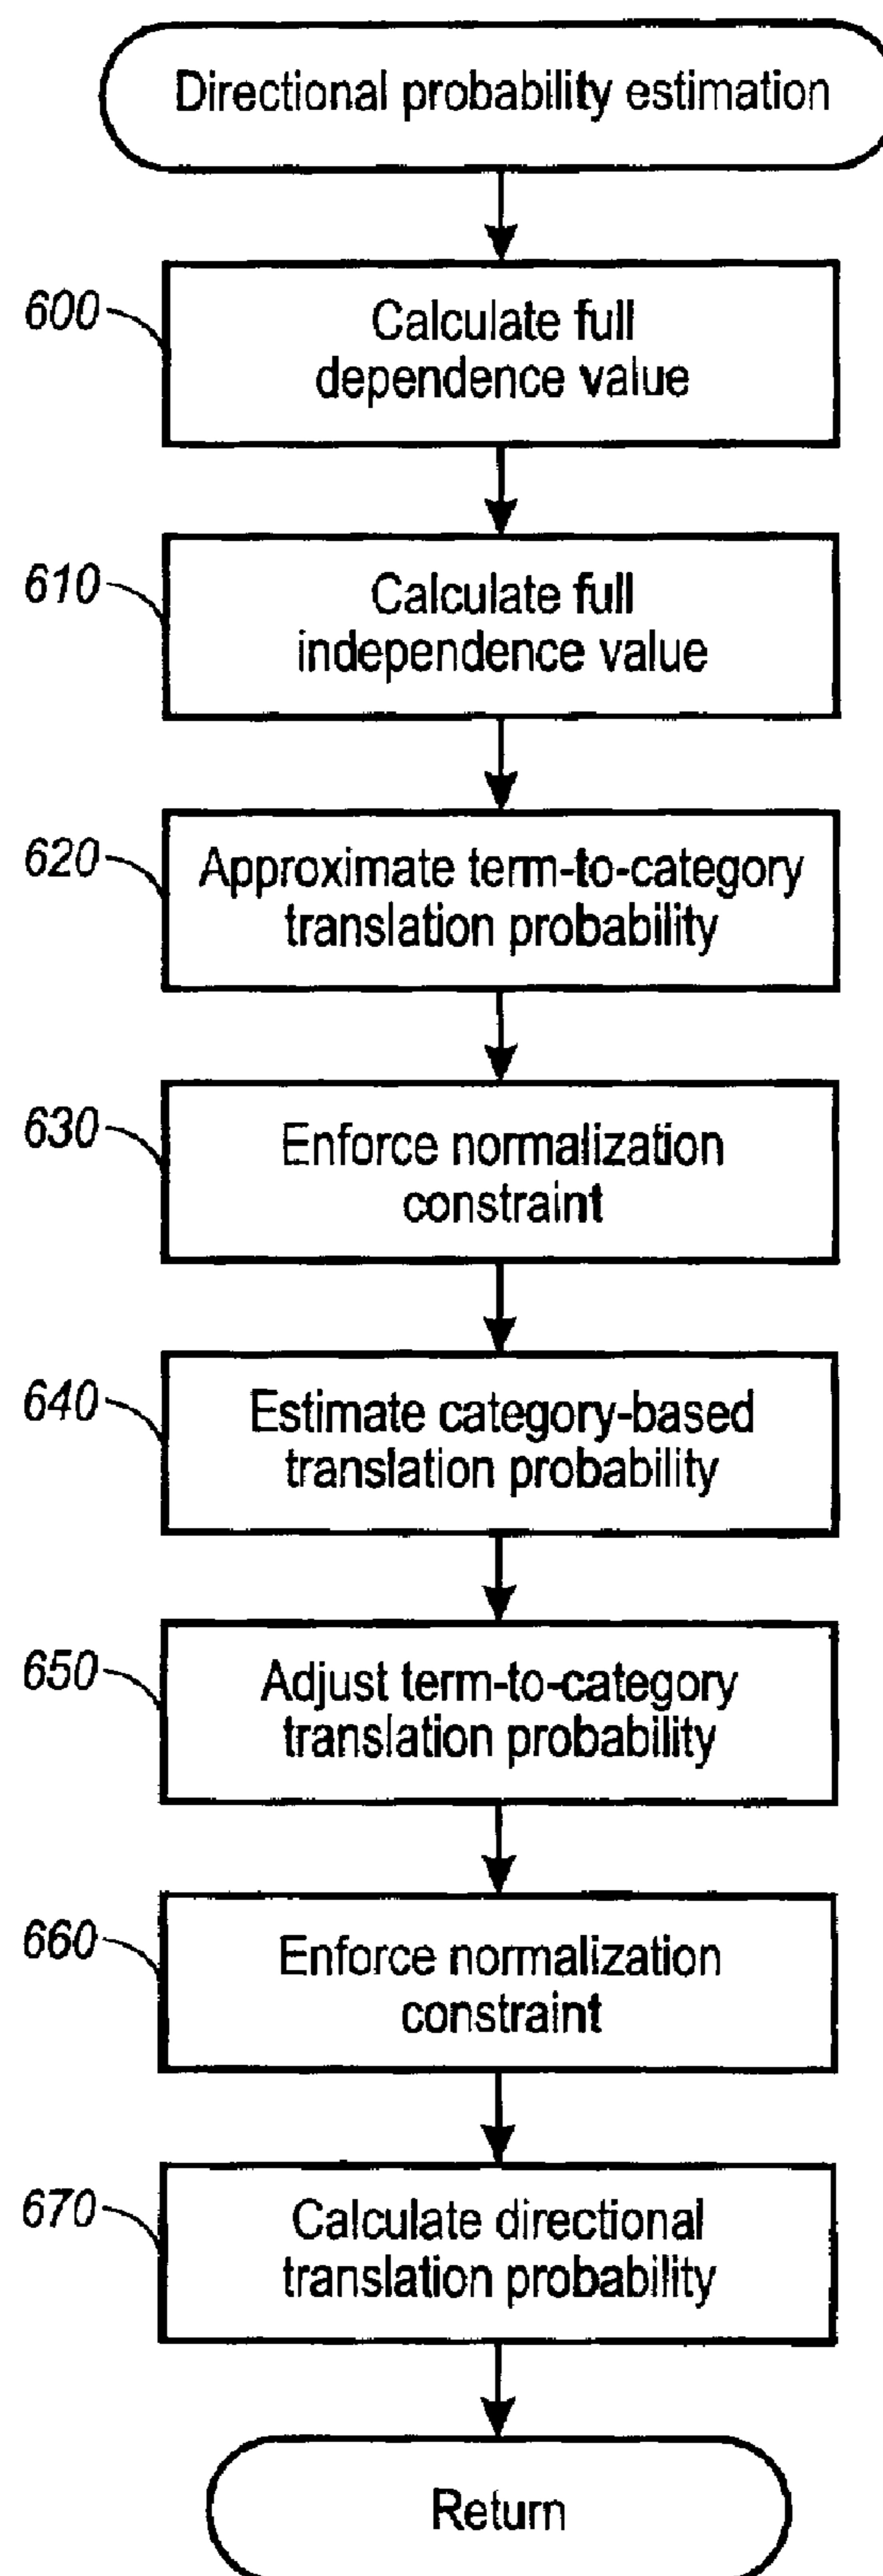 Directional probability estimation
600
Calculate full
dependence value
610
Calculate full
independence value
620
Approximate term-to-category
translation probability
630
Enforce normalization
constraint
640
Estimate category-based
translation probability
650
Adjust term-to-category
translation probability
660
Enforce normalization
constraint
670
Calculate directional
translation probability
Return